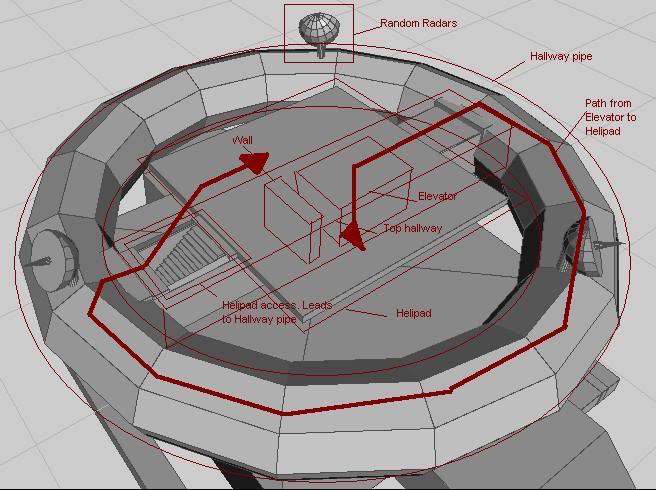 Random Radars
Hallway pipe
Path from
Elevator to
Helipad
Wall
Elevator
Top hallway
Helipad access. Leads
to Hallway pipe
Helipad